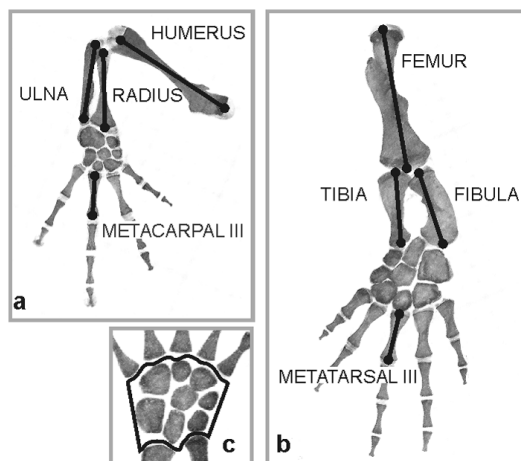 HUMERUS
ULNA
RADIUS
METACARPAL III
a
FEMUR
TIBIA
FIBULA
METATARSAL III
b
c